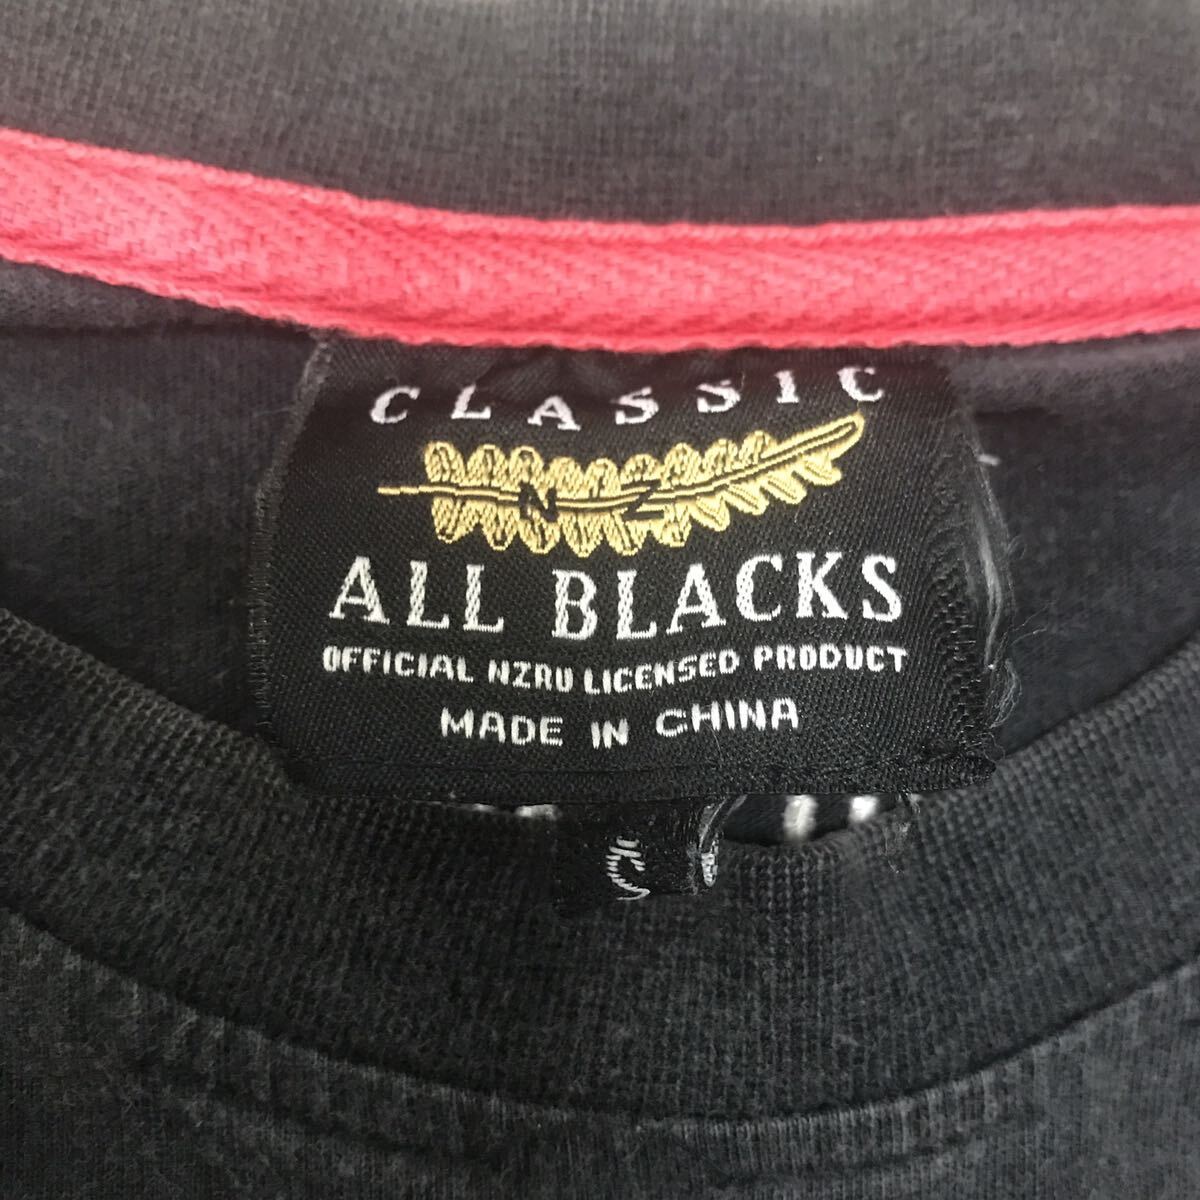 CLASSIC
NZ
ALL BLACKS
OFFICIAL NZRU LICENSED PRODUCT
MADE IN CHINA